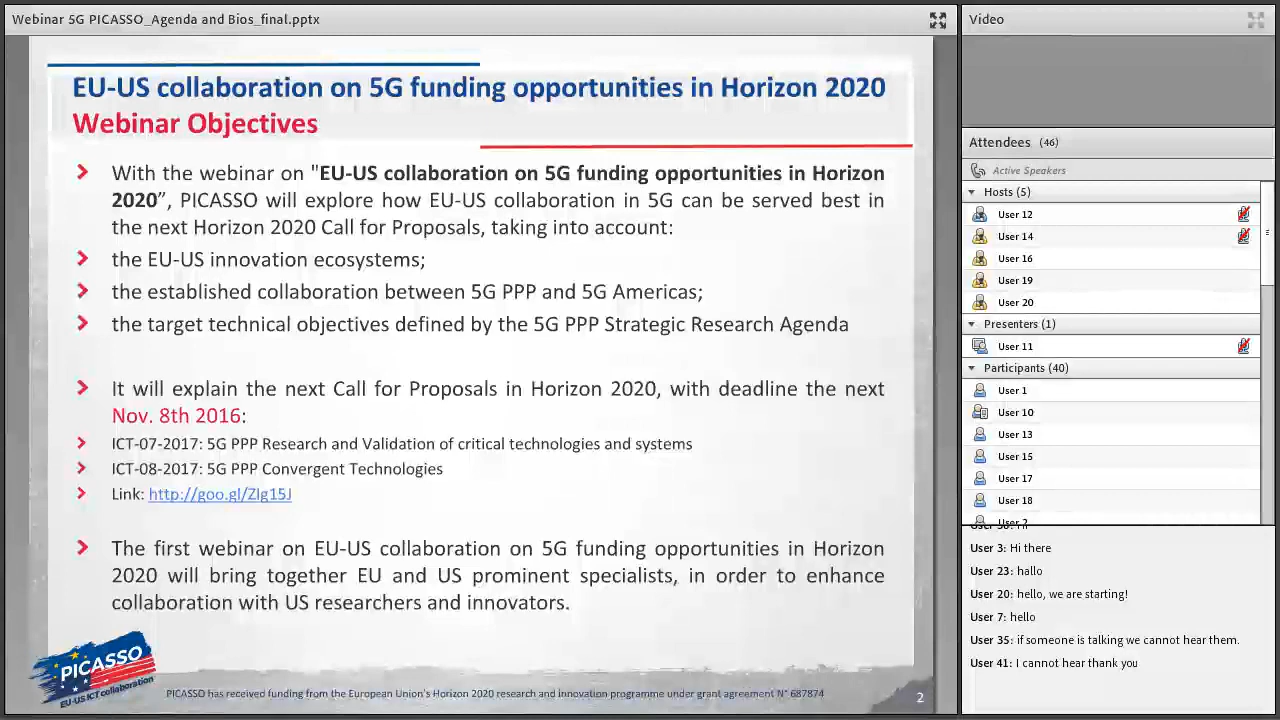 Webinar 5G PICASSO_Agenda and Bios_final.pptx
EU-US collaboration on 5G funding opportunities in Horizon 2020
Webinar Objectives
With the webinar on "EU-US collaboration on 5G funding opportunities in Horizon
2020”, PICASSO will explore how EU-US collaboration in 5G can be served best in
the next Horizon 2020 Call for Proposals, taking into account:
the EU-US innovation ecosystems;
the established collaboration between 5G PPP and 5G Americas;
the target technical objectives defined by the 5G PPP Strategic Research Agenda
It will explain the next Call for Proposals in Horizon 2020, with deadline the next
Nov. 8th 2016:
ICT-07-2017: 5G PPP Research and Validation of critical technologies and systems
ICT-08-2017: 5G PPP Convergent Technologies
Link: http://goo.gl/Zlg15J
The first webinar on EU-US collaboration on 5G funding opportunities in Horizon
2020 will bring together EU and US prominent specialists, in order to enhance
collaboration with US researchers and innovators.
PICASSO
EU-US ICT collaboration
PICASSO has received funding from the European Union's Horizon 2020 research and innovation programme under grant agreement N° 687874
2
Video
Attendees (46)
Active Speakers
Hosts (5)
User 12
User 14
User 16
User 19
User 20
Presenters (1)
User 11
Participants (40)
User 1
User 10
User 13
User 15
User 17
User 18
User 2
User 3: Hi there
User 23: hallo
User 20: hello, we are starting!
User 7: hello
User 35: if someone is talking we cannot hear them.
User 41: I cannot hear thank you